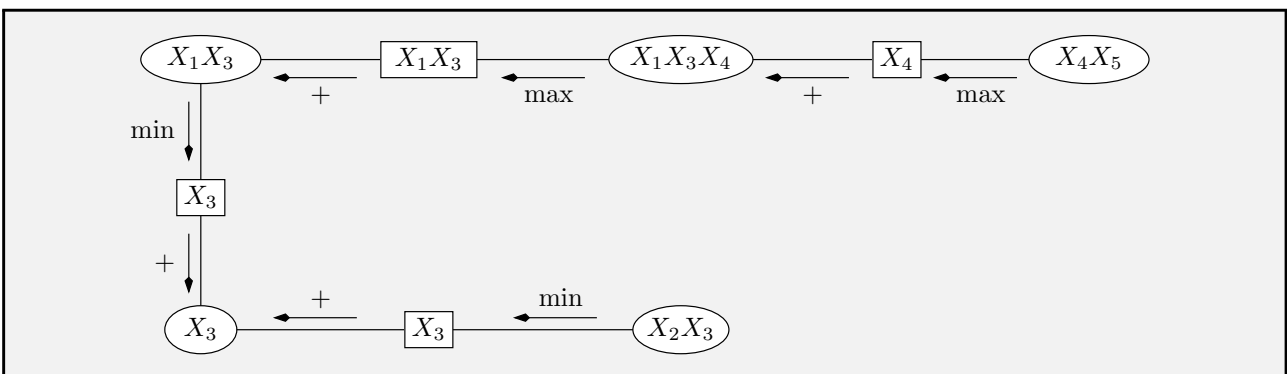 X₁X₃ X₁X₃ X₁X₃X₄ X₄ X₄X₅
+ max + max
min
X₃
+ + min
X₃ X₃ X₂X₃